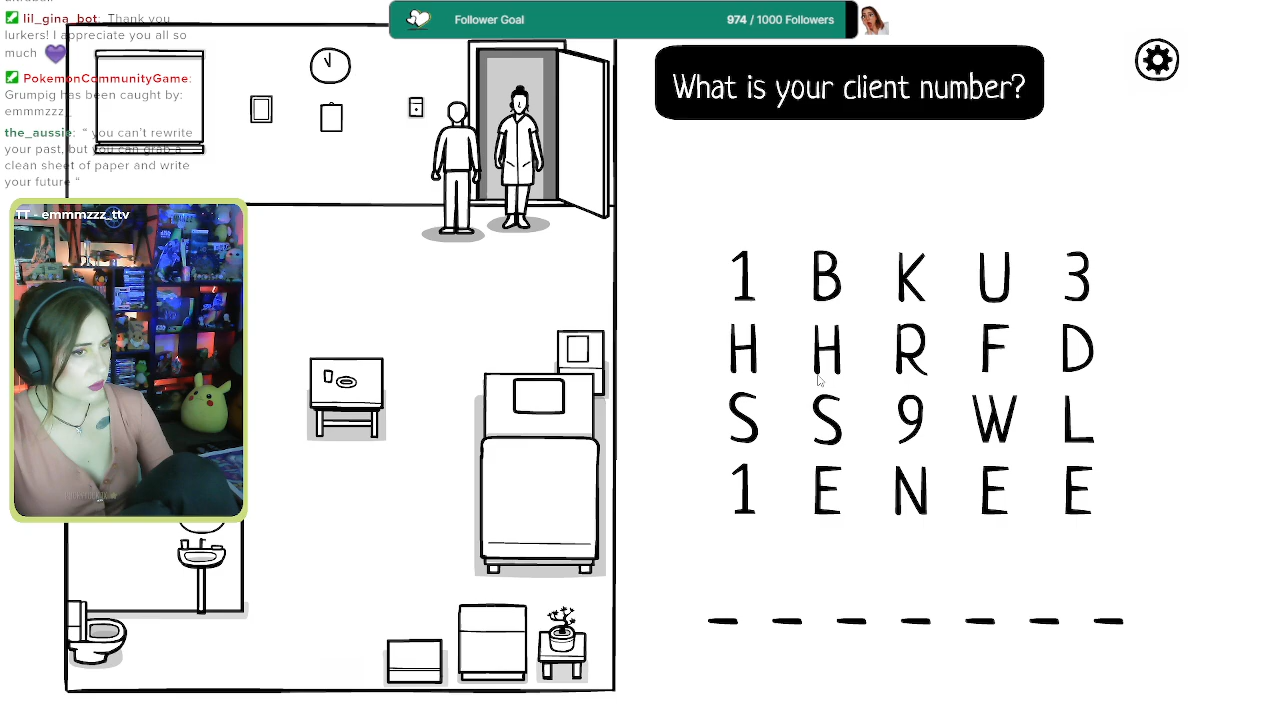 lil_gina_bot: Thank you
lurkers! I appreciate you all so
much
PokemonCommunityGame:
Grumpig has been caught by:
emmmzzz_
the_aussie: “ you can't rewrite
your past, but you can grab a
clean sheet of paper and write
your future “
Follower Goal 974 / 1000 Followers
What is your client number?
TT - emmmzzz_ttv
1 B K U 3
H H R F D
S S 9 W L
1 E N E E